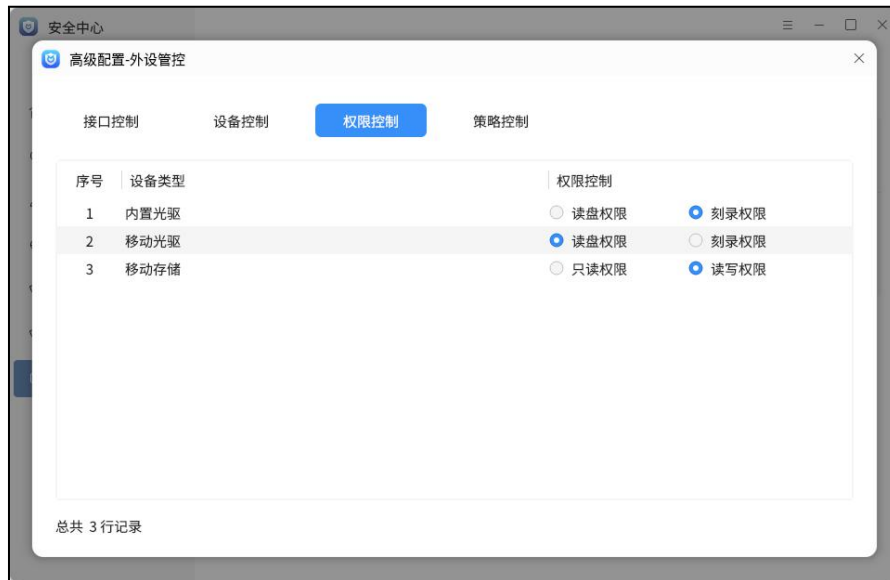 安全中心
高级配置-外设管控
接口控制 设备控制 权限控制 策略控制
序号 设备类型 权限控制
1 内置光驱 读盘权限 刻录权限
2 移动光驱 读盘权限 刻录权限
3 移动存储 只读权限 读写权限
总共 3 行记录